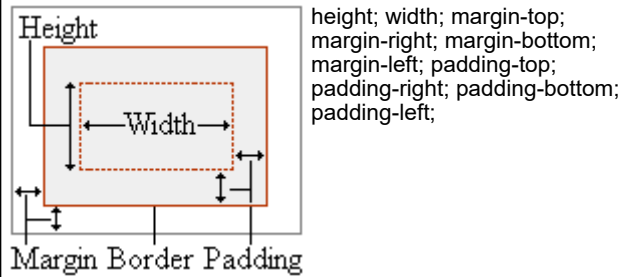 Height
Width
Margin Border Padding
height; width; margin-top;
margin-right; margin-bottom;
margin-left; padding-top;
padding-right; padding-bottom;
padding-left;